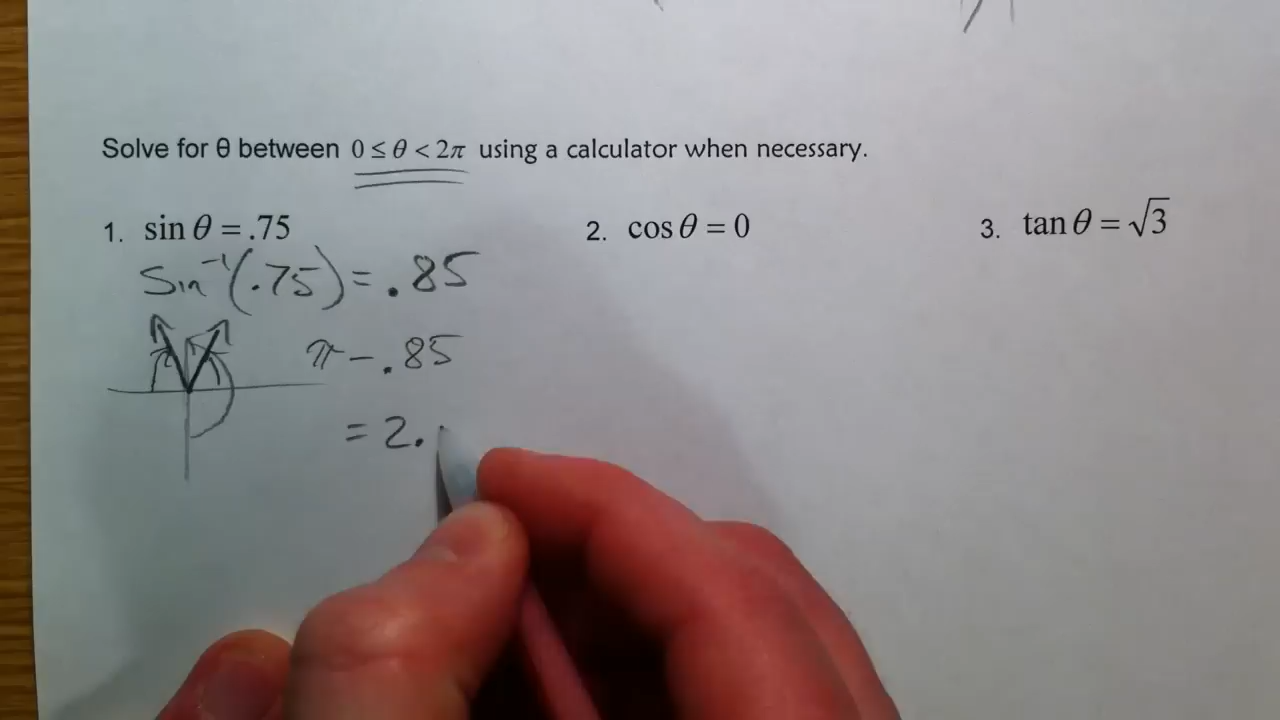 Solve for θ between 0 ≤ θ < 2π using a calculator when necessary.
1. sin θ = .75
2. cos θ = 0
3. tan θ = √3
Sin⁻¹(.75) = .85
π - .85
= 2.